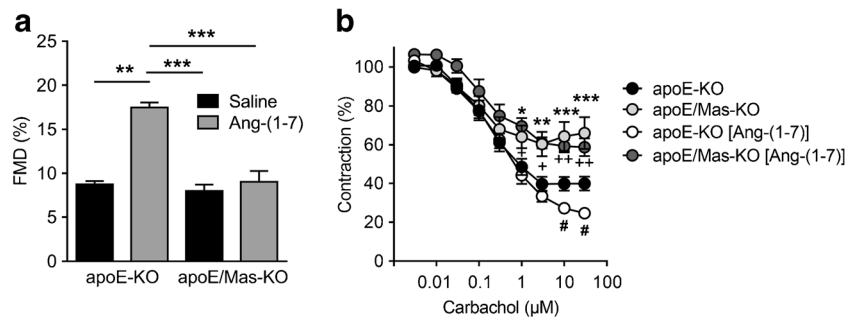 a
FMD (%)
25
20
15
10
5
0
***
** ***
Saline
Ang-(1-7)
apoE-KO apoE/Mas-KO
b
Contraction (%)
100
80
60
40
20
0
* ** *** ***
‡ + ++ ++
# #
0.01 0.1 1 10 100
Carbachol (µM)
apoE-KO
apoE/Mas-KO
apoE-KO [Ang-(1-7)]
apoE/Mas-KO [Ang-(1-7)]